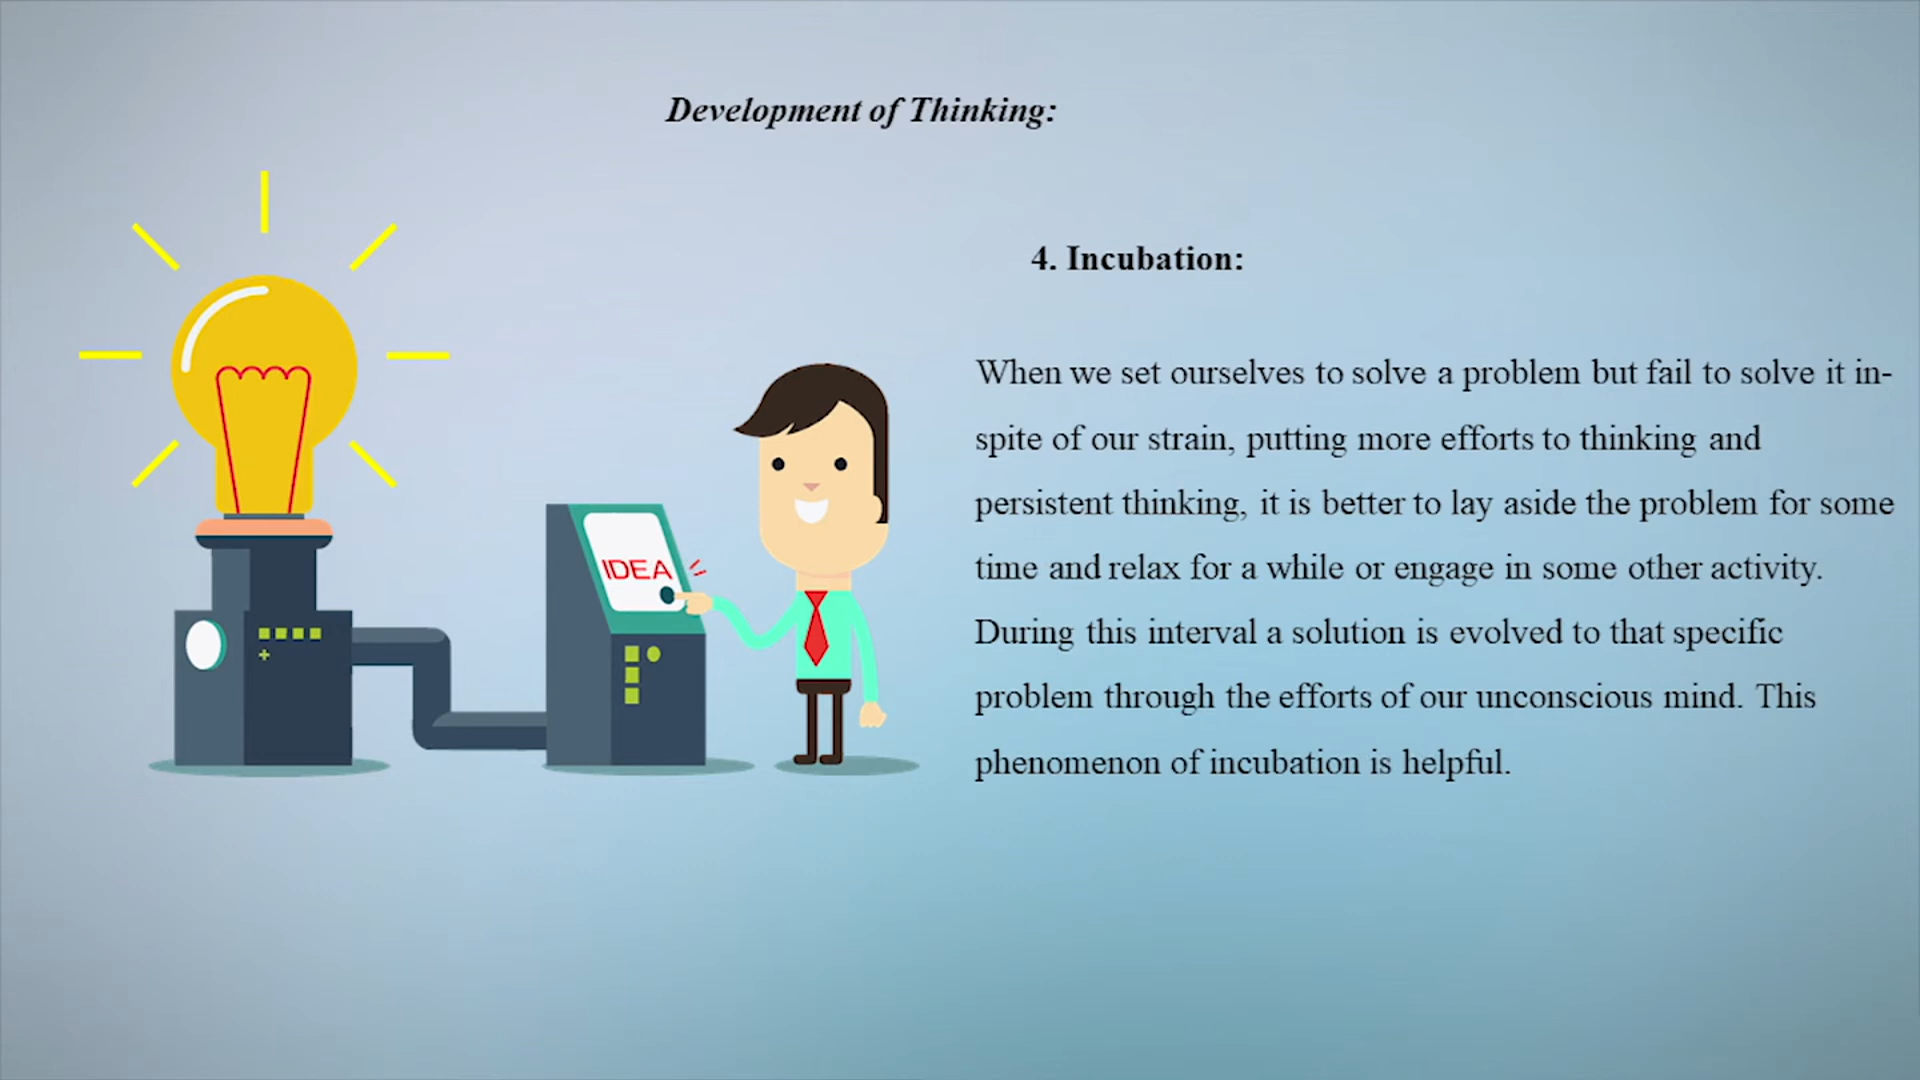 Development of Thinking:
4. Incubation:
When we set ourselves to solve a problem but fail to solve it in-
spite of our strain, putting more efforts to thinking and
persistent thinking, it is better to lay aside the problem for some
time and relax for a while or engage in some other activity.
During this interval a solution is evolved to that specific
problem through the efforts of our unconscious mind. This
phenomenon of incubation is helpful.
IDEA